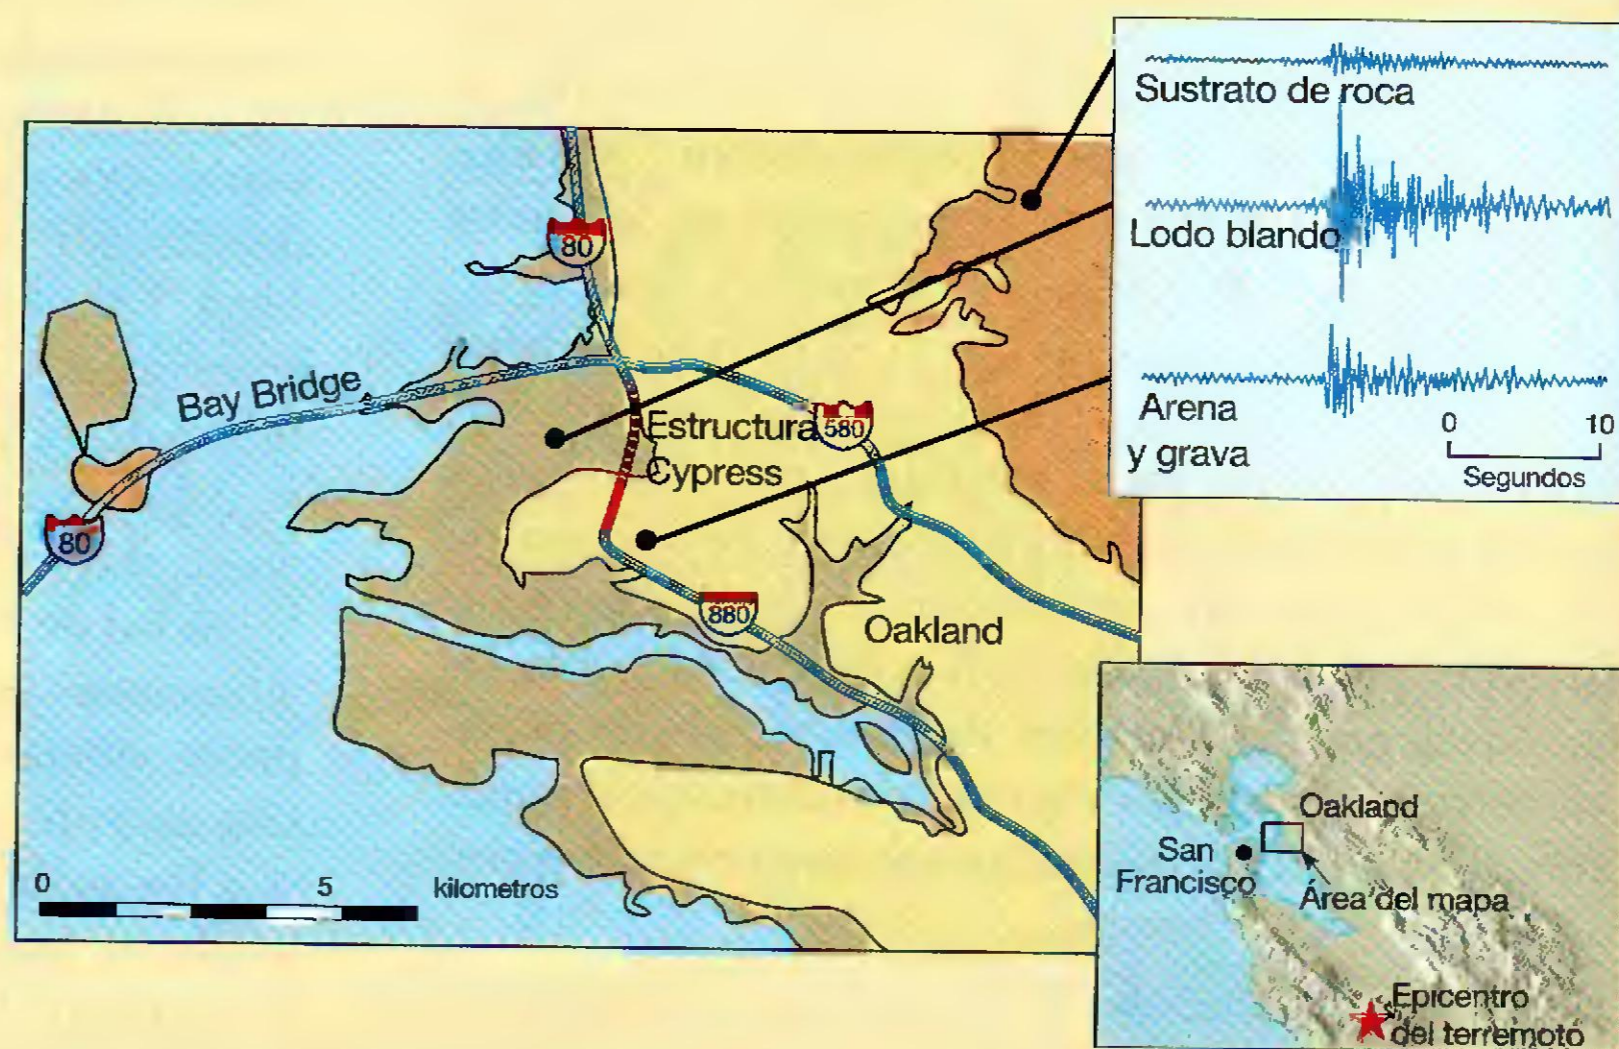 Sustrato de roca
Lodo blando
Arena
y grava
0 10
Segundos
80
Bay Bridge
Estructura
Cypress
580
80
880
Oakland
0 5 kilometros
Oakland
San
Francisco
Área del mapa
Epicentro
del terremoto